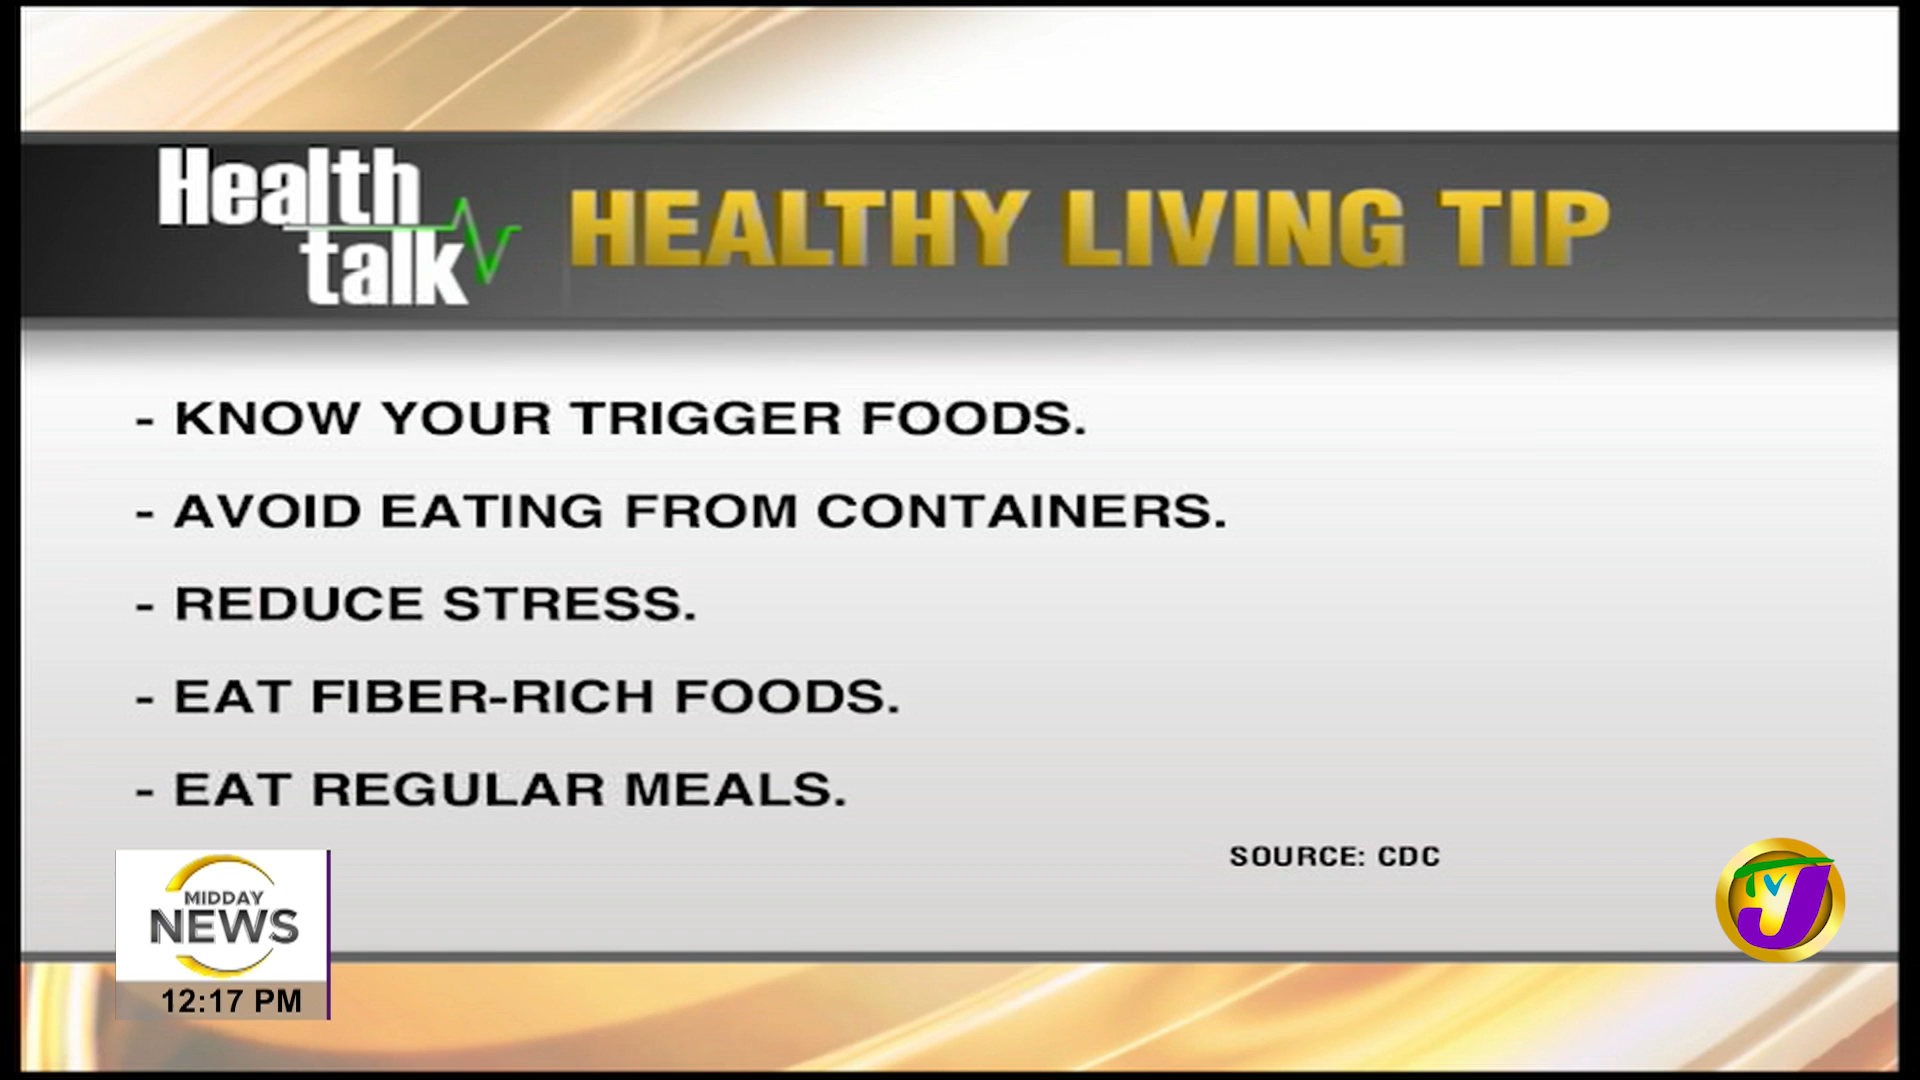 Health
talk
HEALTHY LIVING TIP
- KNOW YOUR TRIGGER FOODS.
- AVOID EATING FROM CONTAINERS.
- REDUCE STRESS.
- EAT FIBER-RICH FOODS.
- EAT REGULAR MEALS.
SOURCE: CDC
MIDDAY
NEWS
12:17 PM
TVJ